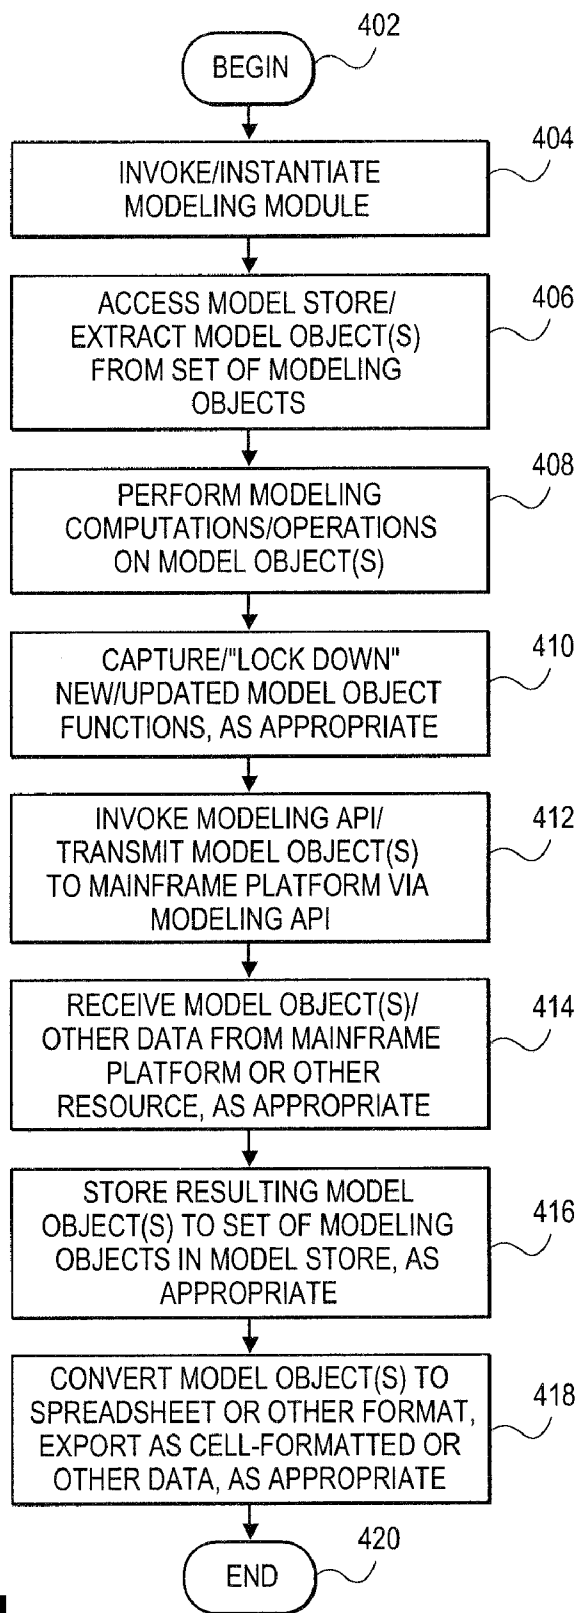 402
BEGIN
404
INVOKE/INSTANTIATE
MODELING MODULE
406
ACCESS MODEL STORE/
EXTRACT MODEL OBJECT(S)
FROM SET OF MODELING
OBJECTS
408
PERFORM MODELING
COMPUTATIONS/OPERATIONS
ON MODEL OBJECT(S)
410
CAPTURE/"LOCK DOWN"
NEW/UPDATED MODEL OBJECT
FUNCTIONS, AS APPROPRIATE
412
INVOKE MODELING API/
TRANSMIT MODEL OBJECT(S)
TO MAINFRAME PLATFORM VIA
MODELING API
414
RECEIVE MODEL OBJECT(S)/
OTHER DATA FROM MAINFRAME
PLATFORM OR OTHER
RESOURCE, AS APPROPRIATE
416
STORE RESULTING MODEL
OBJECT(S) TO SET OF MODELING
OBJECTS IN MODEL STORE, AS
APPROPRIATE
418
CONVERT MODEL OBJECT(S) TO
SPREADSHEET OR OTHER FORMAT,
EXPORT AS CELL-FORMATTED OR
OTHER DATA, AS APPROPRIATE
420
END